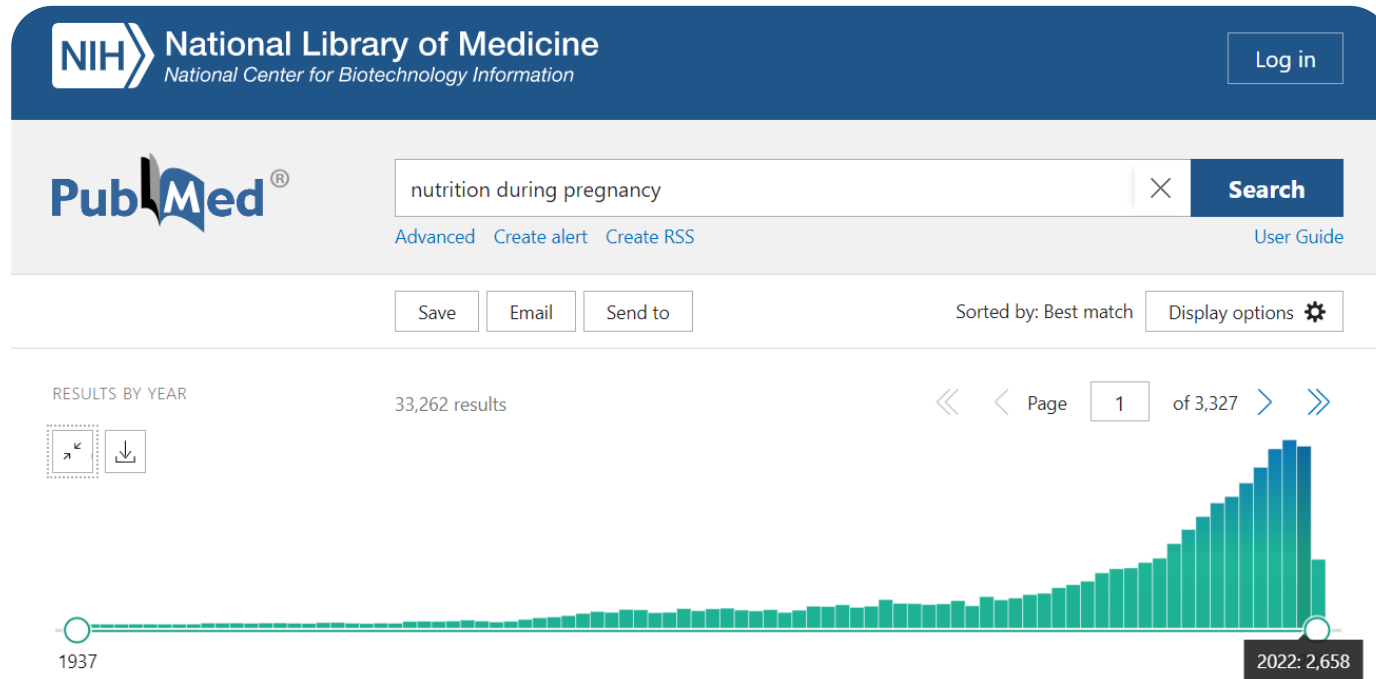 NIH National Library of Medicine
National Center for Biotechnology Information
Log in
PubMed®
nutrition during pregnancy
Search
Advanced Create alert Create RSS
User Guide
Save Email Send to
Sorted by: Best match Display options
RESULTS BY YEAR
33,262 results
Page 1 of 3,327
1937
2022: 2,658